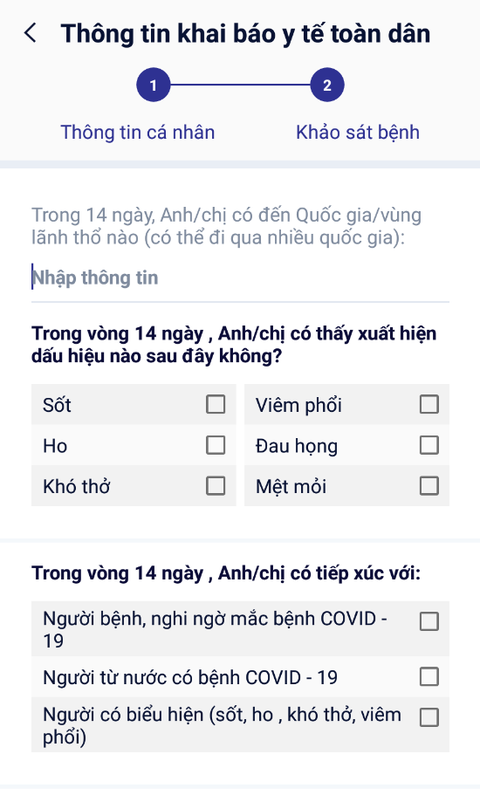 Thông tin khai báo y tế toàn dân
1
2
Thông tin cá nhân
Khảo sát bệnh
Trong 14 ngày, Anh/chị có đến Quốc gia/vùng
lãnh thổ nào (có thể đi qua nhiều quốc gia):
Nhập thông tin
Trong vòng 14 ngày , Anh/chị có thấy xuất hiện
dấu hiệu nào sau đây không?
Sốt
Viêm phổi
Ho
Đau họng
Khó thở
Mệt mỏi
Trong vòng 14 ngày , Anh/chị có tiếp xúc với:
Người bệnh, nghi ngờ mắc bệnh COVID -
19
Người từ nước có bệnh COVID - 19
Người có biểu hiện (sốt, ho , khó thở, viêm
phổi)